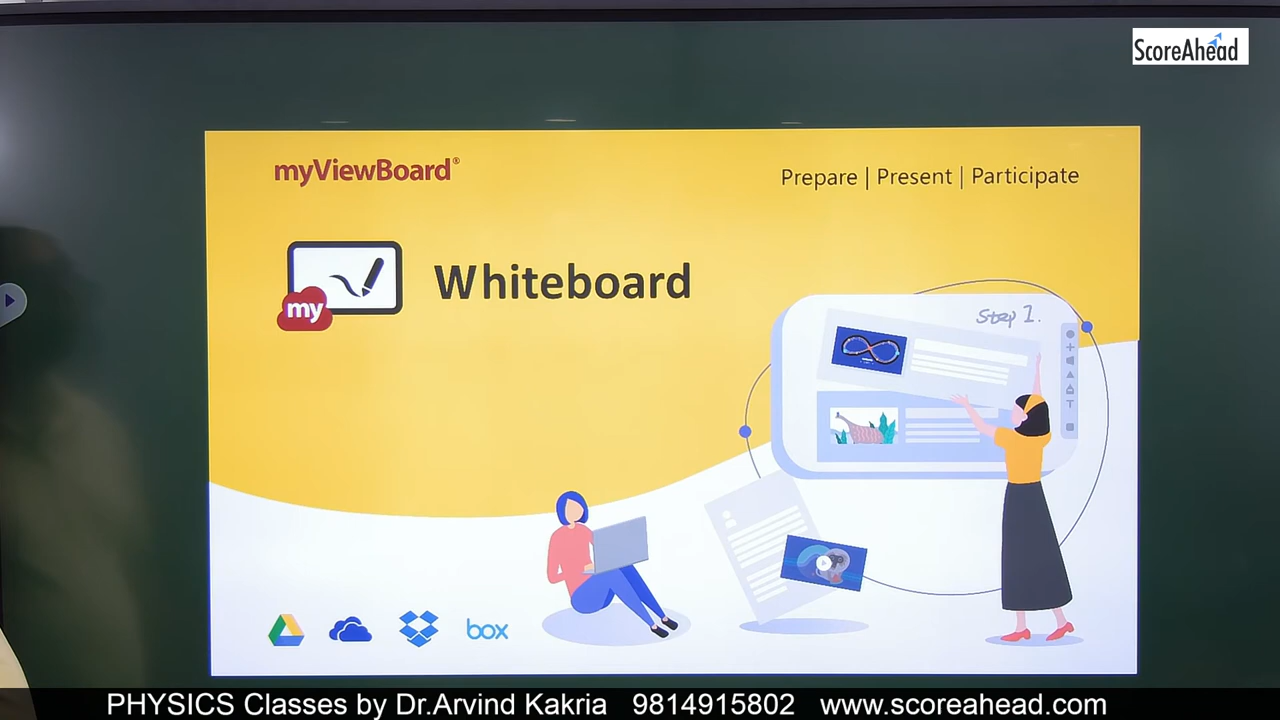 ScoreAhead
myViewBoard®
Prepare | Present | Participate
my
Whiteboard
Step 1.
T
box
PHYSICS Classes by Dr.Arvind Kakria 9814915802 www.scoreahead.com